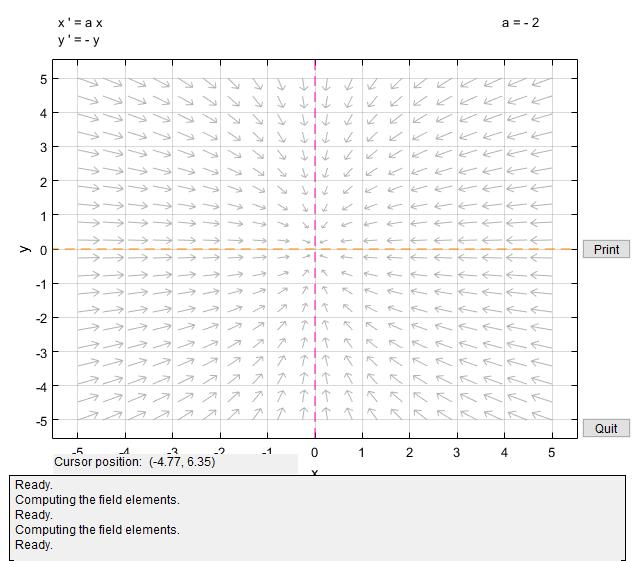 x ' = a x
a = - 2
y ' = - y
5
4
3
2
1
0
-1
-2
-3
-4
-5
y
Print
Quit
-5 -4 -3 -2 -1 0 1 2 3 4 5
x
Cursor position: (-4.77, 6.35)
Ready.
Computing the field elements.
Ready.
Computing the field elements.
Ready.